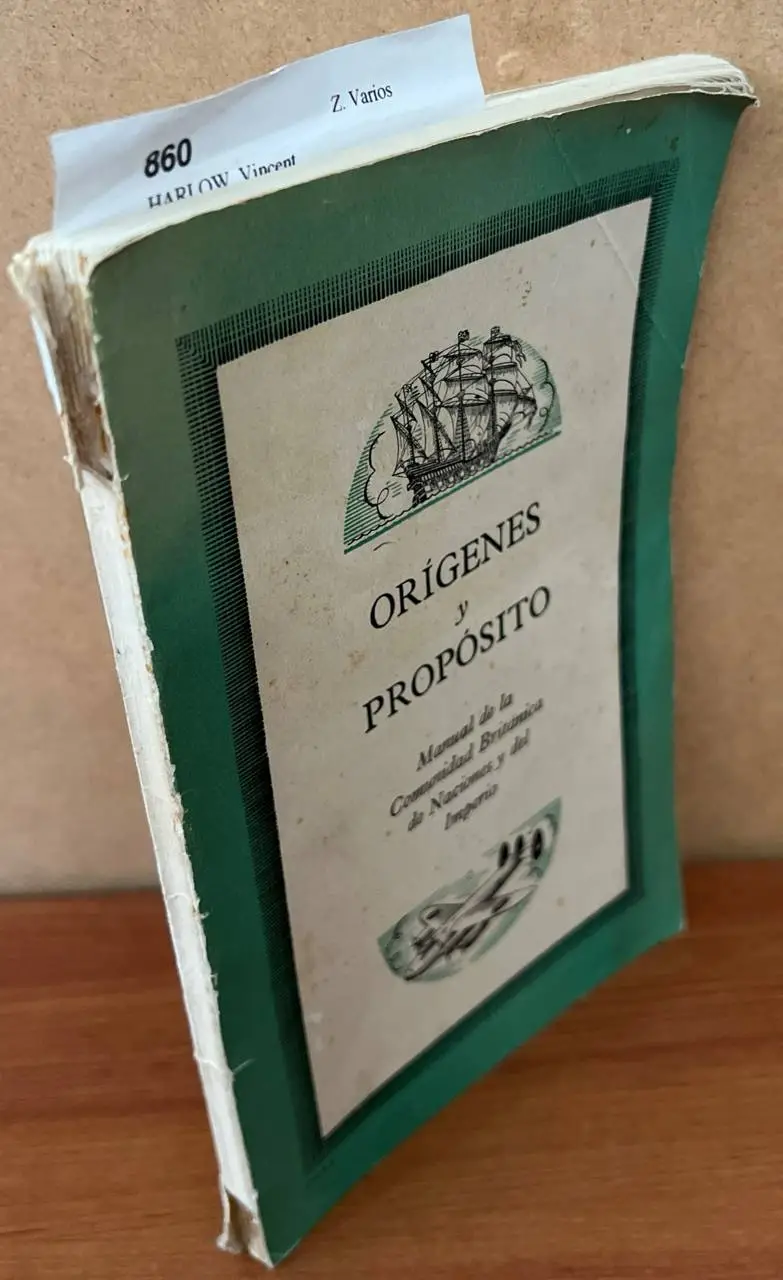 Z. Varios
860
HARLOW, Vincent
ORÍGENES
y
PROPÓSITO
Manual de la
Comunidad Británica
de Naciones y del
Imperio